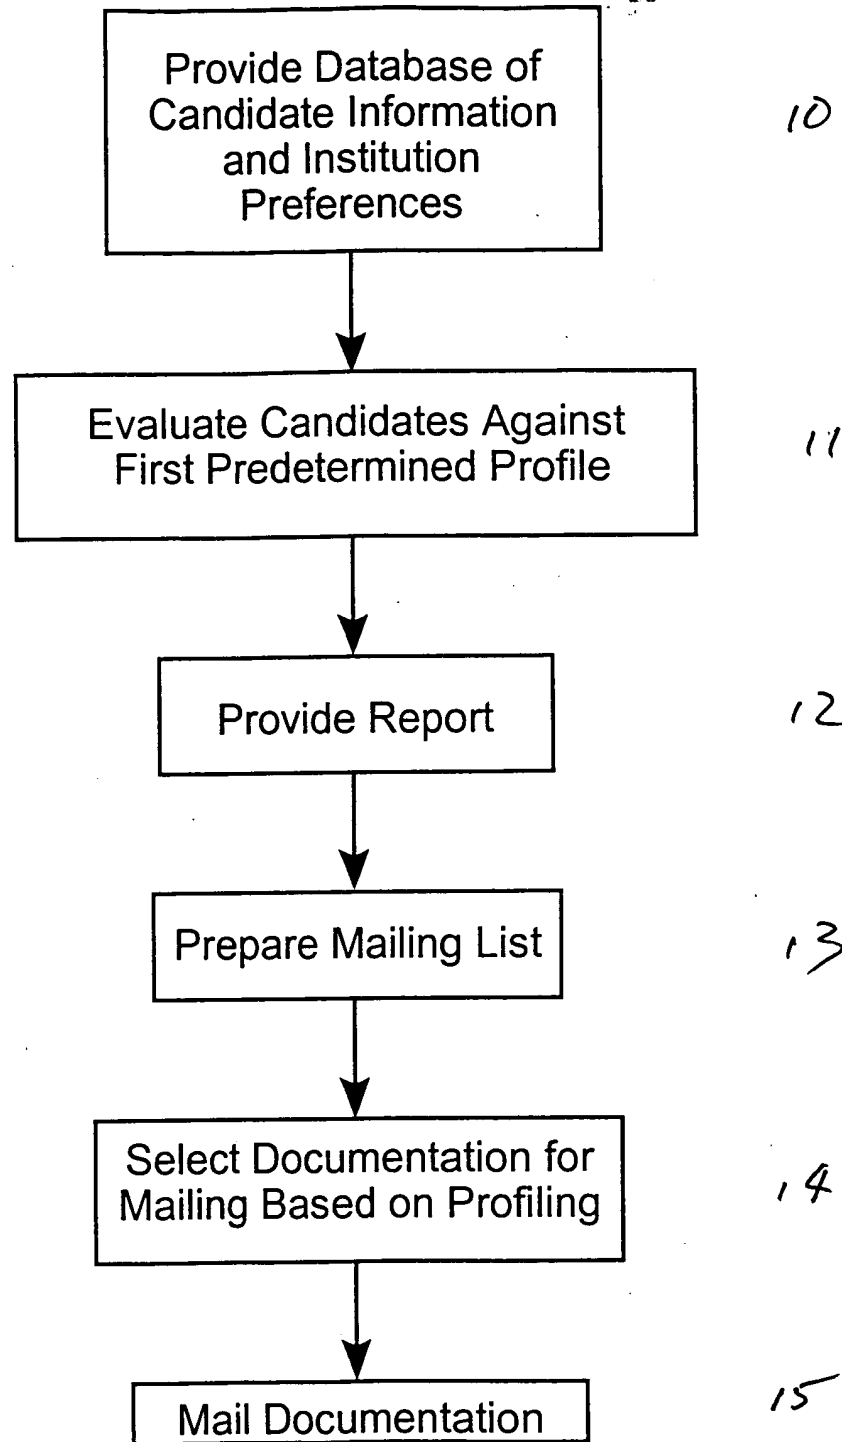 Provide Database of
Candidate Information
and Institution
Preferences
10
Evaluate Candidates Against
First Predetermined Profile
11
Provide Report
12
Prepare Mailing List
13
Select Documentation for
Mailing Based on Profiling
14
Mail Documentation
15